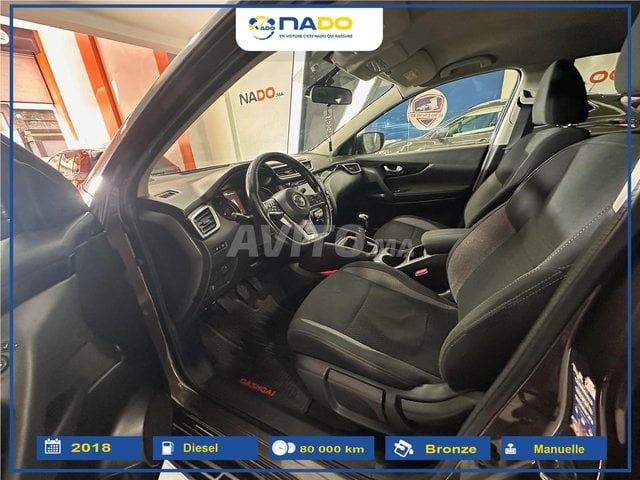 NADO
NADO
EN VOITURE C'EST NADO QUI RASSURE
NADO.MA
AVITO.MA
QASHQAI
2018
Diesel
80 000 km
Bronze
Manuelle